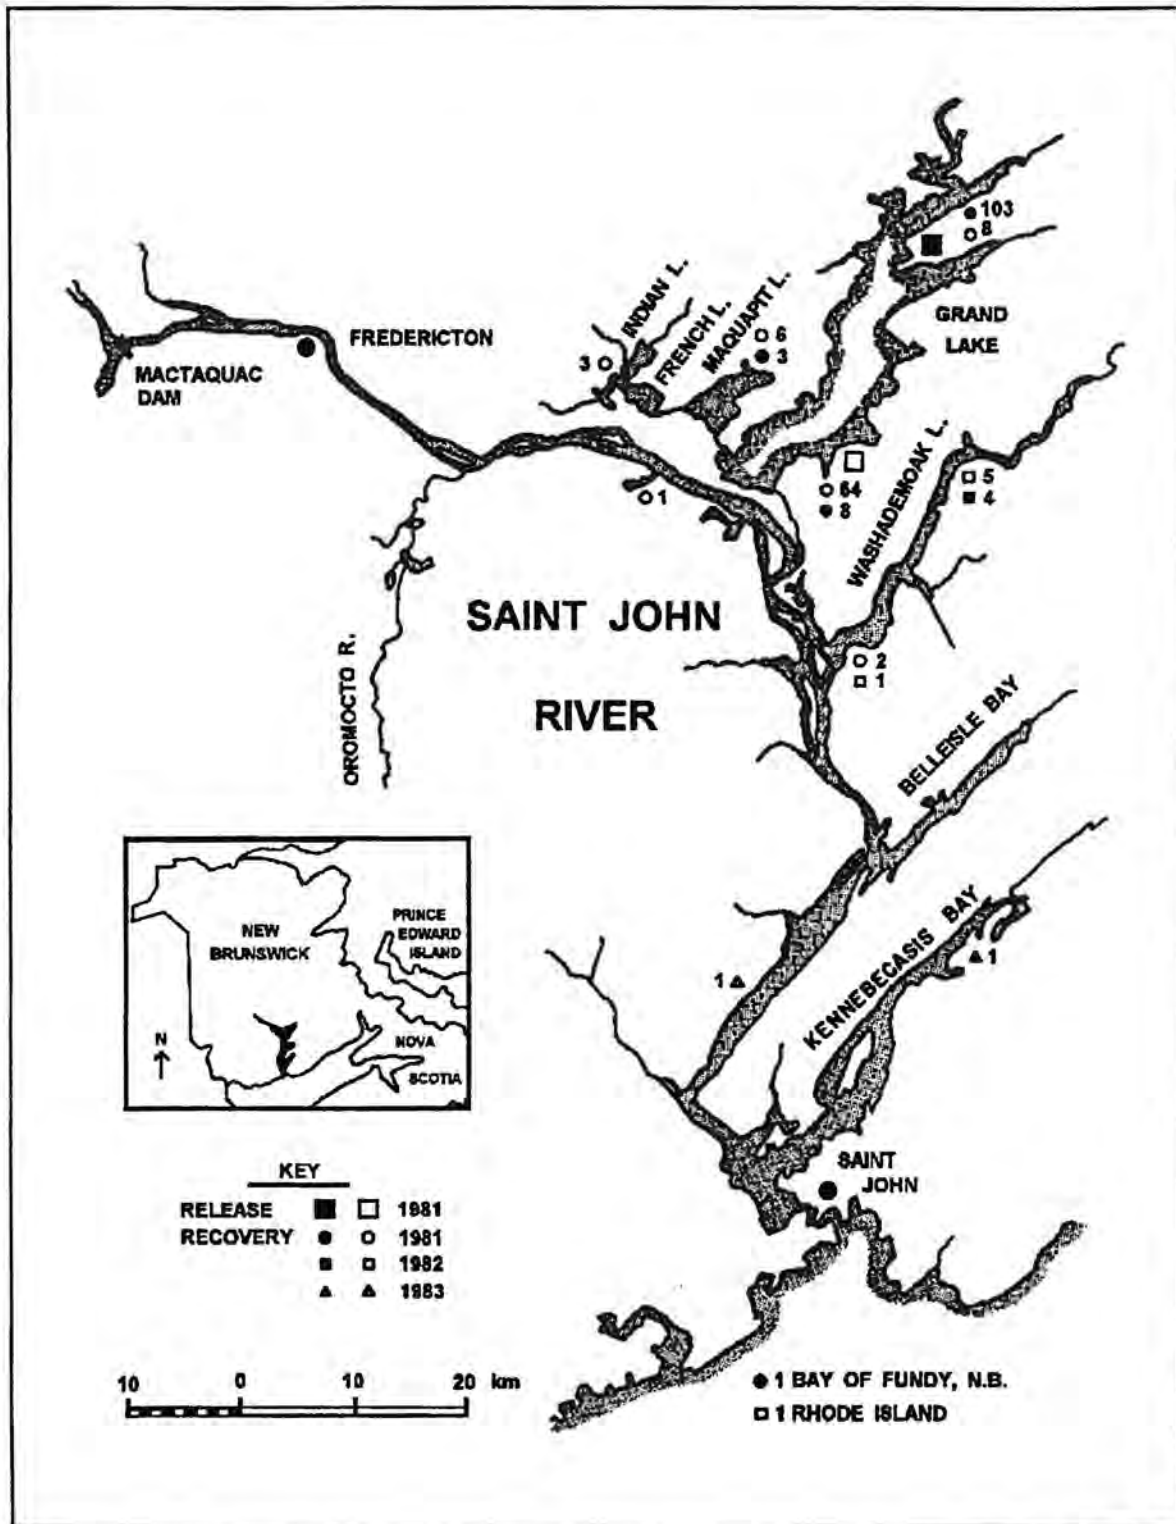 103
8
INDIAN L.
FRENCH L.
MAQUAPIT L.
6
3
3
GRAND
LAKE
FREDERICTON
MACTAQUAC
DAM
1
64
8
WASHADEMOAK L.
5
4
SAINT JOHN
RIVER
OROMOCTO R.
2
1
BELLEISLE BAY
KENNEBECASIS BAY
1
1
NEW
BRUNSWICK
PRINCE
EDWARD
ISLAND
N
NOVA
SCOTIA
SAINT
JOHN
KEY
RELEASE 1981
RECOVERY 1981
1982
1983
10 0 10 20 km
1 BAY OF FUNDY, N.B.
1 RHODE ISLAND